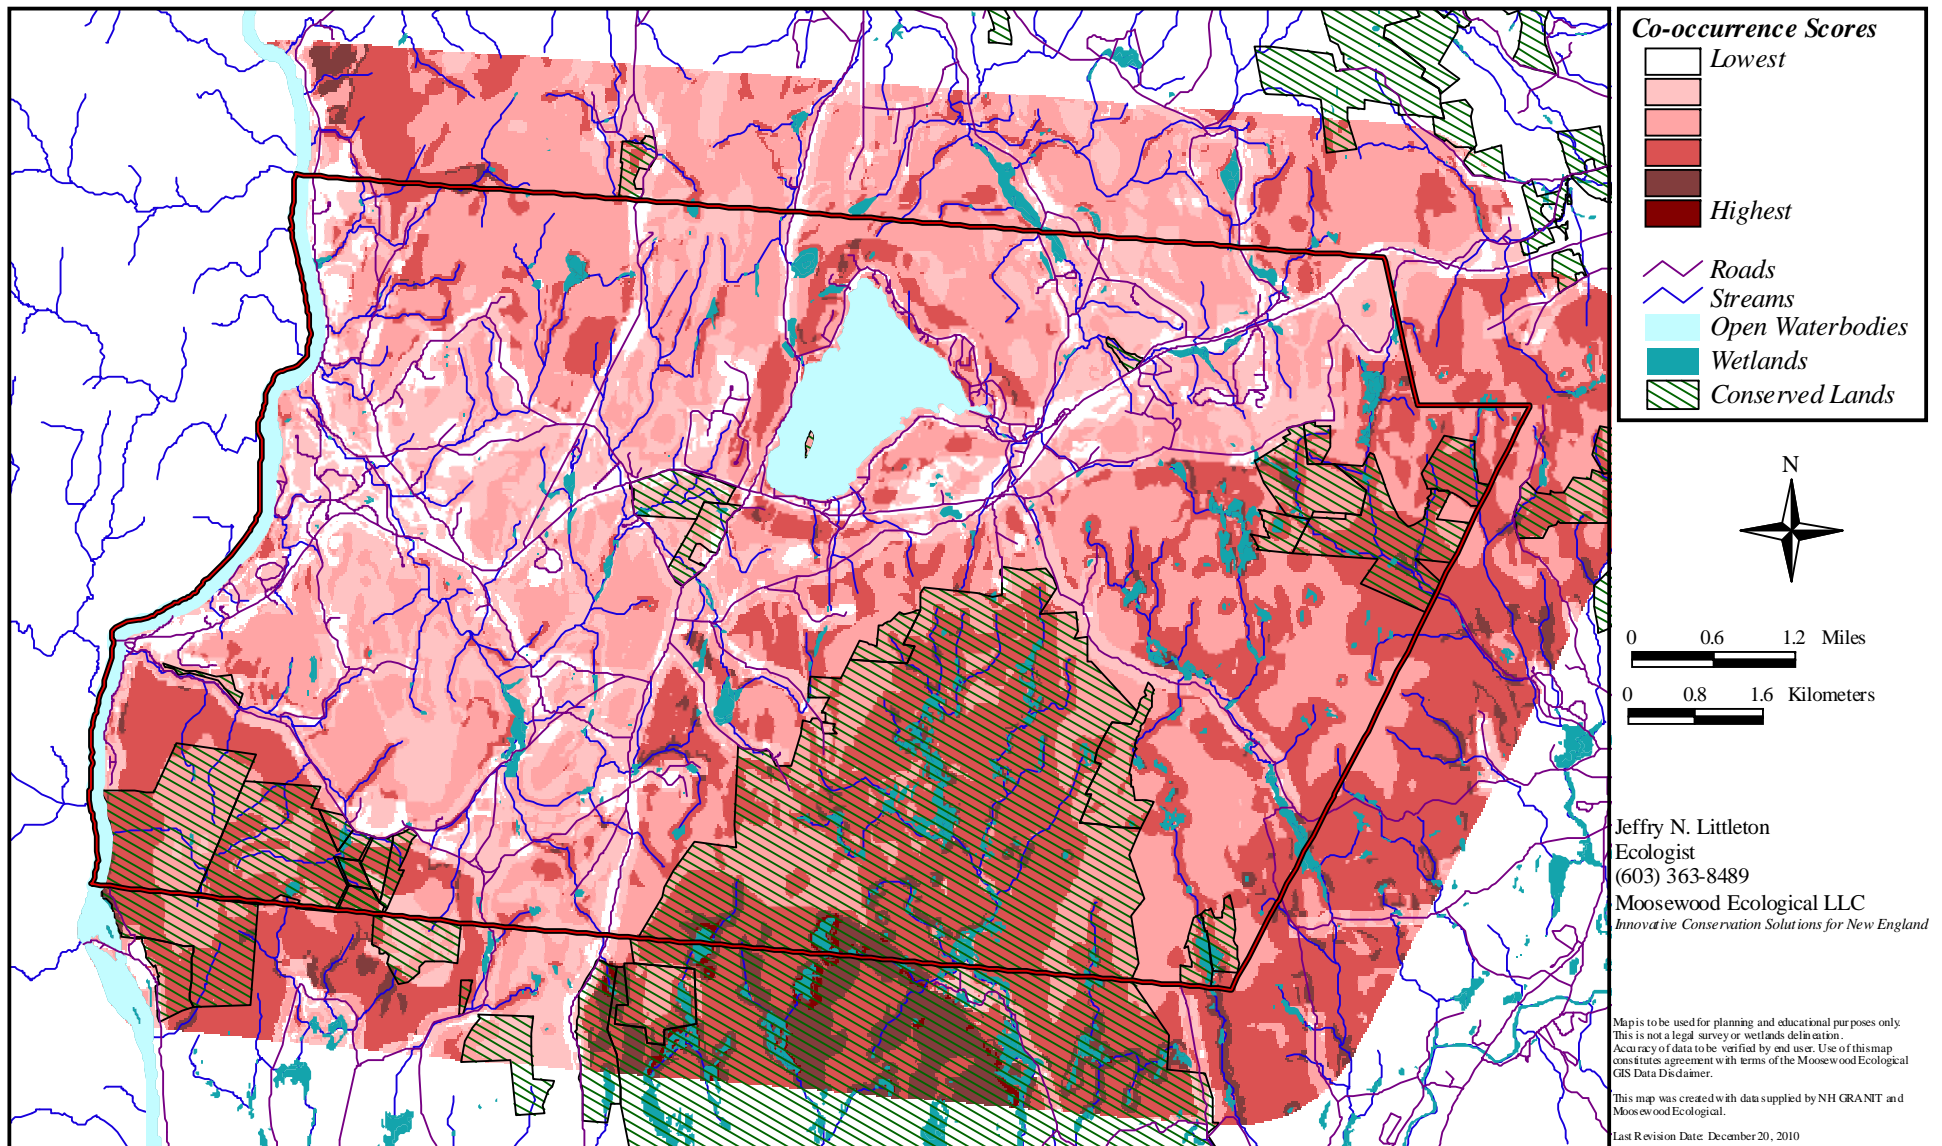 Co-occurrence Scores
Lowest
Highest
Roads
Streams
Open Waterbodies
Wetlands
Conserved Lands
N
0 0.6 1.2 Miles
0 0.8 1.6 Kilometers
Jeffry N. Littleton
Ecologist
(603) 363-8489
Moosewood Ecological LLC
Innovative Conservation Solutions for New England
Map is to be used for planning and educational purposes only.
This is not a legal survey or wetlands delineation.
Accuracy of data to be verified by end user. Use of this map
constitutes agreement with terms of the Moosewood Ecological
GIS Data Disclaimer.
This map was created with data supplied by NH GRANIT and
Moosewood Ecological.
Last Revision Date: December 20, 2010